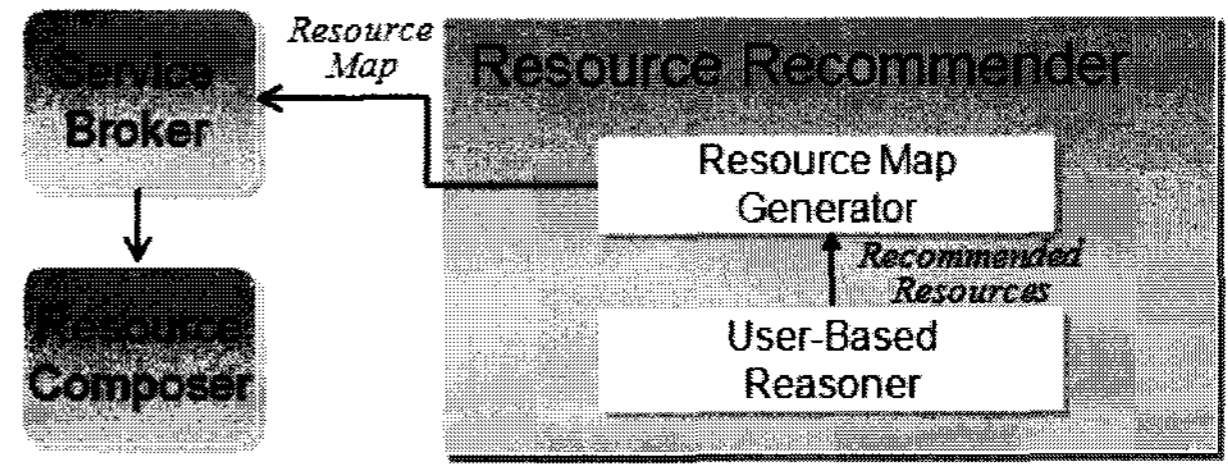 Service
Broker
Resource
Map
Resource Recommender
Resource Map
Generator
Recommended
Resources
User-Based
Reasoner
Resource
Composer